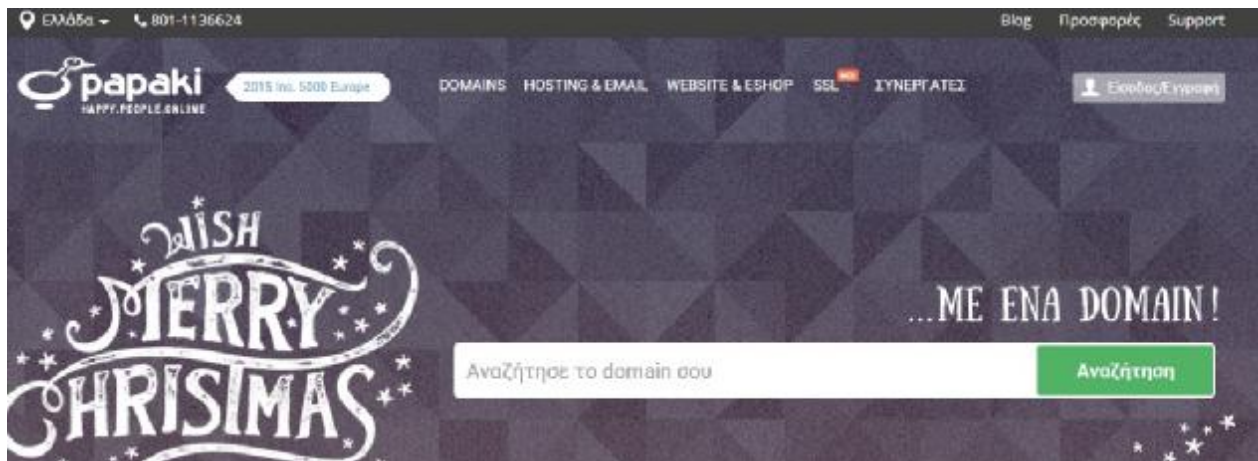 Ελλάδα 801-1136624 Blog Προσφορές Support
papaki 2015 Inc. 5000 Europe DOMAINS HOSTING & EMAIL WEBSITE & ESHOP SSL ΣΥΝΕΡΓΑΤΕΣ Είσοδος/Εγγραφή
HAPPY.PEOPLE.ONLINE
WISH
MERRY
CHRISTMAS
...ΜΕ ΕΝΑ DOMAIN!
Αναζήτησε το domain σου Αναζήτηση